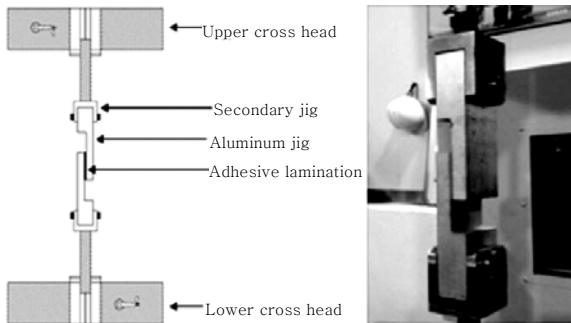 Upper cross head
Secondary jig
Aluminum jig
Adhesive lamination
Lower cross head